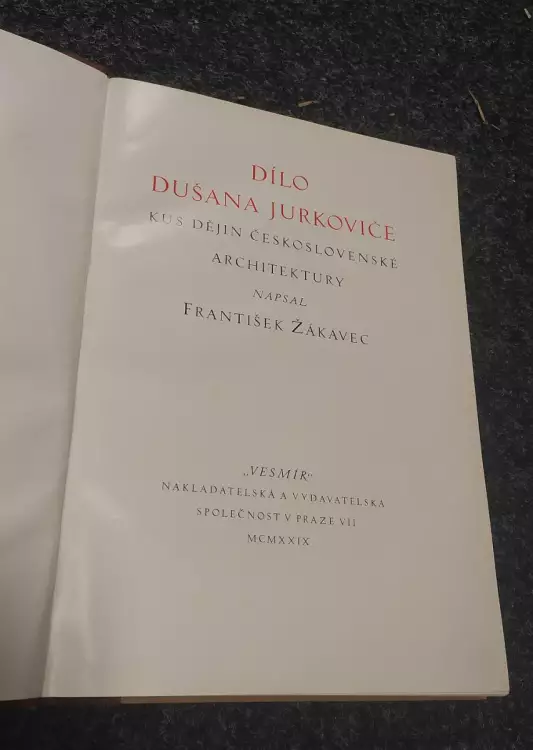 DÍLO
DUŠANA JURKOVIČE
KUS DĚJIN ČESKOSLOVENSKÉ
ARCHITEKTURY
NAPSAL
FRANTIŠEK ŽÁKAVEC
„VESMÍR“
NAKLADATELSKÁ A VYDAVATELSKÁ
SPOLEČNOST V PRAZE VII
MCMXXIX